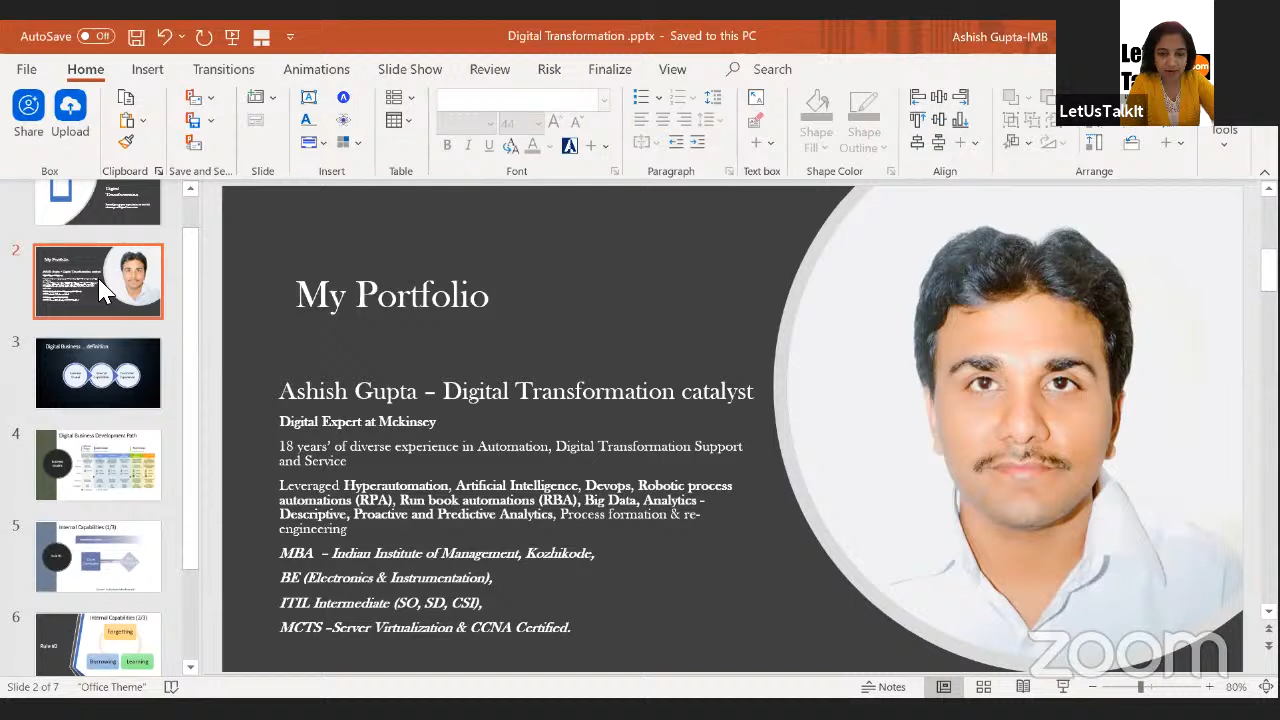 AutoSave Off
Digital Transformation .pptx - Saved to this PC
Ashish Gupta-IMB
File Home Insert Transitions Animations Slide Show Review Risk Finalize View Search
Share Upload
Shape Fill
Shape Outline
Tools
Box Clipboard Save and Se... Slide Insert Table Font Paragraph Text box Shape Color Align Arrange
44
B I U
LetUsTalkIt
2
3
4
5
6
Digital
My Portfolio
Digital Business ... definition
Digital Business Development Path
Internal Capabilities (1/3)
Internal Capabilities (2/3)
Forgetting
Borrowing
Learning
My Portfolio
Ashish Gupta – Digital Transformation catalyst
Digital Expert at Mckinsey
18 years’ of diverse experience in Automation, Digital Transformation Support
and Service
Leveraged Hyperautomation, Artificial Intelligence, Devops, Robotic process
automations (RPA), Run book automations (RBA), Big Data, Analytics -
Descriptive, Proactive and Predictive Analytics, Process formation & re-
engineering
MBA – Indian Institute of Management, Kozhikode,
BE (Electronics & Instrumentation),
ITIL Intermediate (SO, SD, CSI),
MCTS –Server Virtualization & CCNA Certified.
zoom
Slide 2 of 7 "Office Theme" Notes 80%